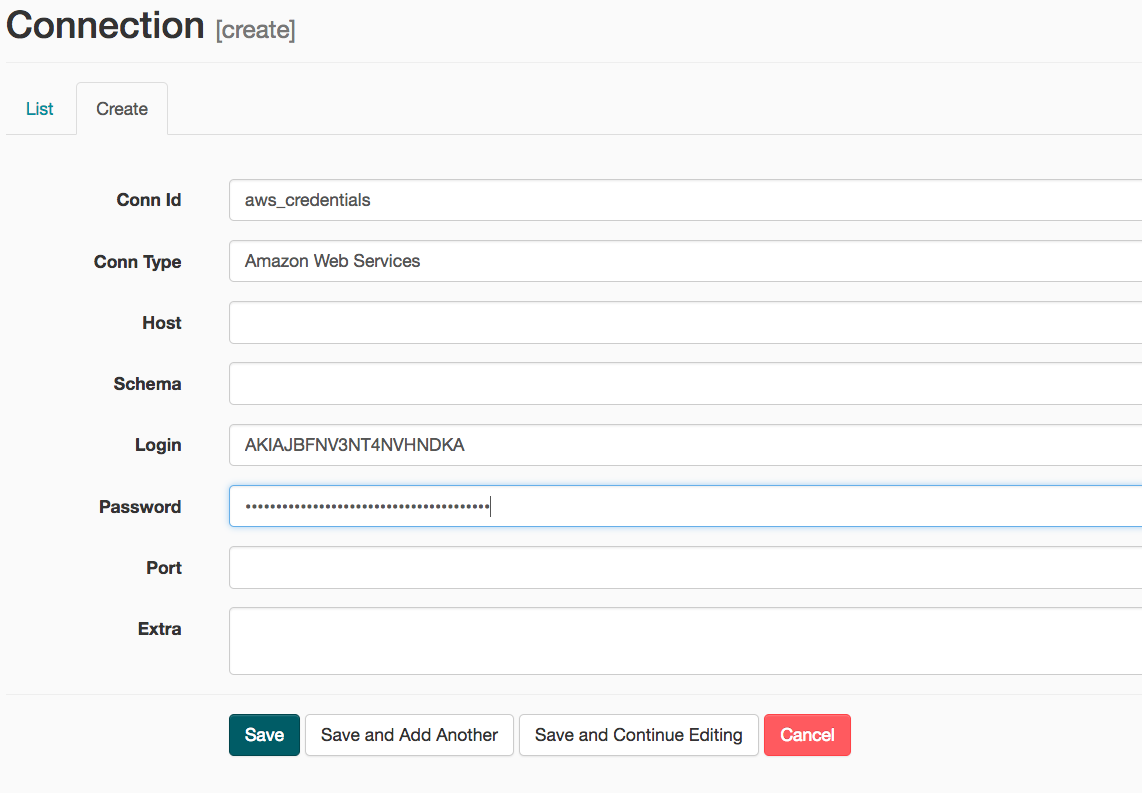 Connection [create]
List Create
Conn Id aws_credentials
Conn Type Amazon Web Services
Host
Schema
Login AKIAJBFNV3NT4NVHNDKA
Password ••••••••••••••••••••••••••••••••••••••••
Port
Extra
Save Save and Add Another Save and Continue Editing Cancel